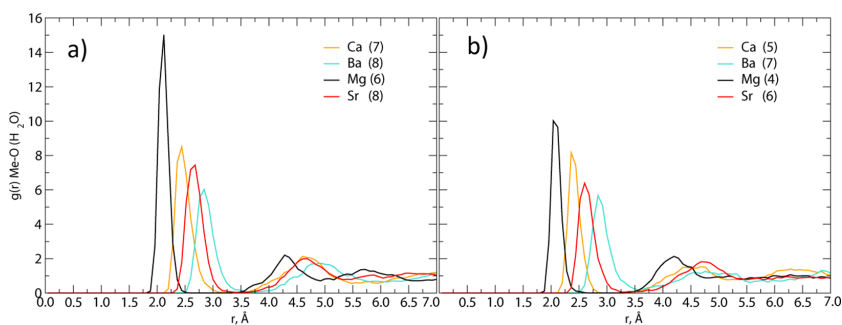 a)
Ca (7)
Ba (8)
Mg (6)
Sr (8)
g(r) Me-O (H2O)
16
14
12
10
8
6
4
2
0
0.0 0.5 1.0 1.5 2.0 2.5 3.0 3.5 4.0 4.5 5.0 5.5 6.0 6.5 7.0
r, Å
b)
Ca (5)
Ba (7)
Mg (4)
Sr (6)
0.0 0.5 1.0 1.5 2.0 2.5 3.0 3.5 4.0 4.5 5.0 5.5 6.0 6.5 7.0
r, Å